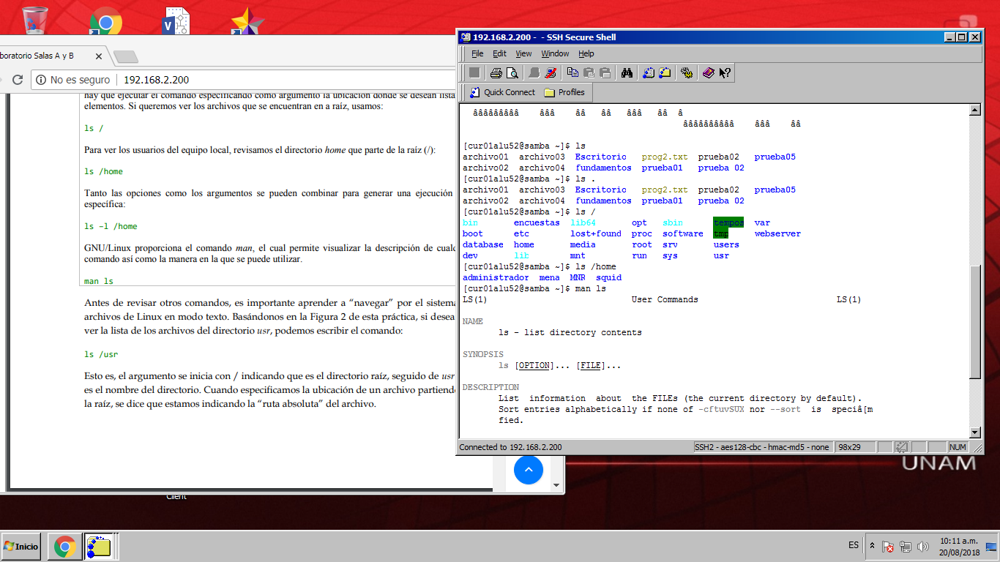 boratorio Salas A y B
No es seguro 192.168.2.200
hay que ejecutar el comando especificando como argumento la ubicación donde se desean lista
elementos. Si queremos ver los archivos que se encuentran en a raíz, usamos:
ls /
Para ver los usuarios del equipo local, revisamos el directorio home que parte de la raíz (/):
ls /home
Tanto las opciones como los argumentos se pueden combinar para generar una ejecución
específica:
ls -l /home
GNU/Linux proporciona el comando man, el cual permite visualizar la descripción de cualc
comando así como la manera en la que se puede utilizar.
man ls
Antes de revisar otros comandos, es importante aprender a “navegar” por el sistema
archivos de Linux en modo texto. Basándonos en la Figura 2 de esta práctica, si desea
ver la lista de los archivos del directorio usr, podemos escribir el comando:
ls /usr
Esto es, el argumento se inicia con / indicando que es el directorio raíz, seguido de usr
es el nombre del directorio. Cuando especificamos la ubicación de un archivo partiendo
la raíz, se dice que estamos indicando la “ruta absoluta” del archivo.
Client
192.168.2.200 - - SSH Secure Shell
File Edit View Window Help
Quick Connect Profiles
âââââââââ âââ ââ ââ âââ ââ â
ââââââââââ âââ ââ
[cur01alu52@samba ~]$ ls
archivo01 archivo03 Escritorio prog2.txt prueba02 prueba05
archivo02 archivo04 fundamentos prueba01 prueba 02
[cur01alu52@samba ~]$ ls .
archivo01 archivo03 Escritorio prog2.txt prueba02 prueba05
archivo02 archivo04 fundamentos prueba01 prueba 02
[cur01alu52@samba ~]$ ls /
bin encuestas lib64 opt sbin tempos var
boot etc lost+found proc software tmp webserver
database home media root srv users
dev lib mnt run sys usr
[cur01alu52@samba ~]$ ls /home
administrador mena MNR squid
[cur01alu52@samba ~]$ man ls
LS(1) User Commands LS(1)
NAME
ls - list directory contents
SYNOPSIS
ls [OPTION]... [FILE]...
DESCRIPTION
List information about the FILEs (the current directory by default).
Sort entries alphabetically if none of -cftuvSUX nor --sort is speciâ[m
fied.
Connected to 192.168.2.200 SSH2 - aes128-cbc - hmac-md5 - none 98x29 NUM
UNAM
Inicio
ES
10:11 a.m.
20/08/2018